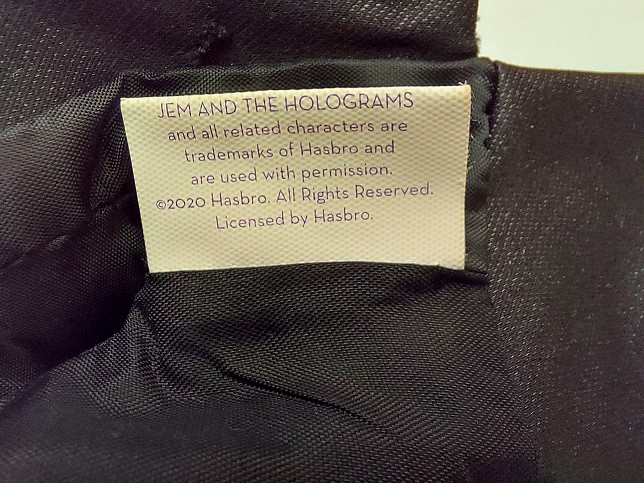 JEM AND THE HOLOGRAMS
and all related characters are
trademarks of Hasbro and
are used with permission.
©2020 Hasbro. All Rights Reserved.
Licensed by Hasbro.